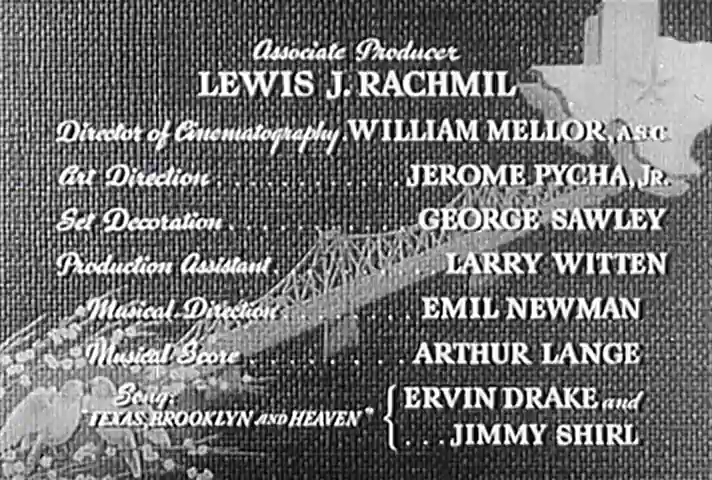 Associate Producer
LEWIS J. RACHMIL
Director of Cinematography. WILLIAM MELLOR, A.S.C.
Art Direction . . . . . . . . . . . . JEROME PYCHA, JR.
Set Decoration . . . . . . . . . . . GEORGE SAWLEY
Production Assistant . . . . . . . . . . LARRY WITTEN
Musical Direction . . . . . . . . EMIL NEWMAN
Musical Score . . . . . . . . . ARTHUR LANGE
Song: ERVIN DRAKE and
"TEXAS, BROOKLYN AND HEAVEN" . . . JIMMY SHIRL